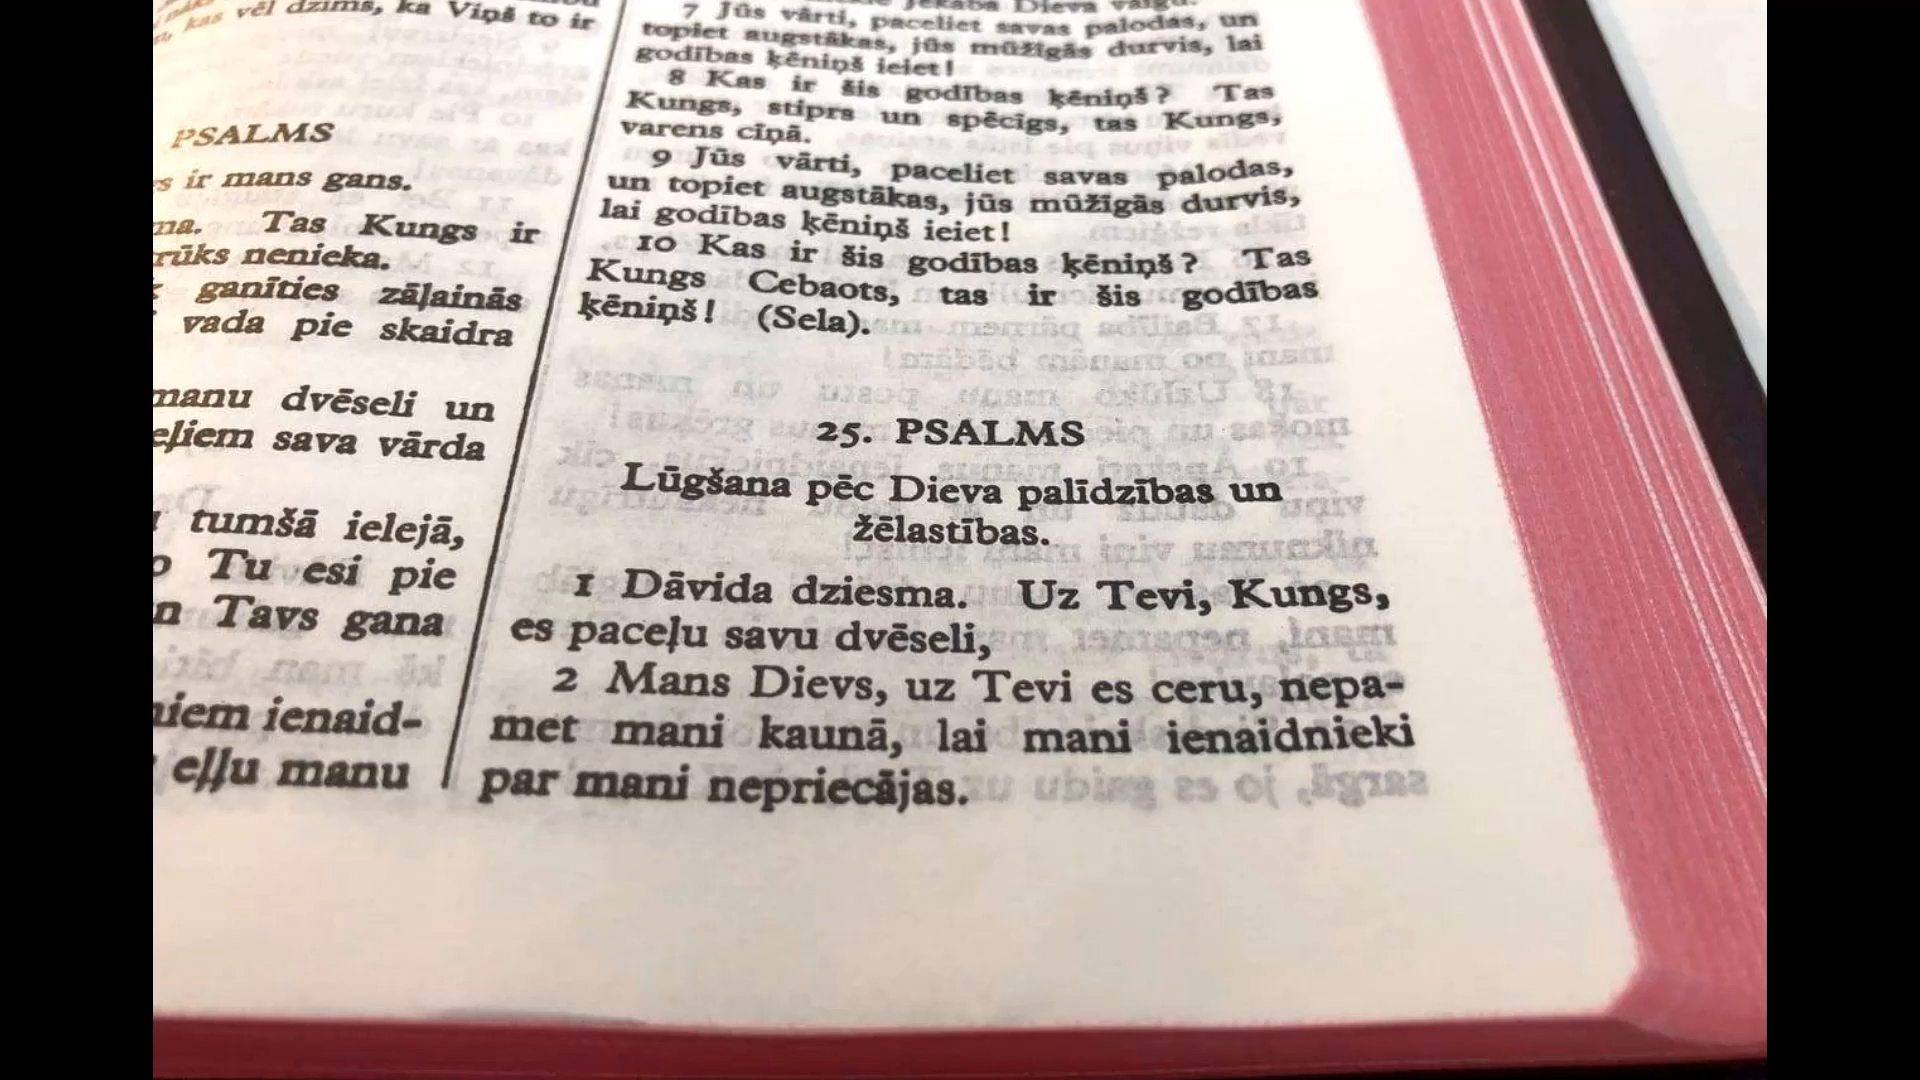 kas vēl dzims, ka Viņš to ir
PSALMS
ir mans gans.
Tas Kungs ir
nenieka.
ganīties zāļainās
vada pie skaidra
manu dvēseli un
sava vārda
tumšā ielejā,
Tu esi pie
Tavs gana
ienaid-
eļļu manu
7 Jūs vārti, paceliet savas palodas, un
topiet augstākas, jūs mūžīgās durvis, lai
godības ķēniņš ieiet!
8 Kas ir šis godības ķēniņš? Tas
Kungs, stiprs un spēcīgs, tas Kungs,
varens cīņā.
9 Jūs vārti, paceliet savas palodas,
un topiet augstākas, jūs mūžīgās durvis,
lai godības ķēniņš ieiet!
10 Kas ir šis godības ķēniņš? Tas
Kungs Cebaots, tas ir šis godības
ķēniņš! (Sela).
25. PSALMS
Lūgšana pēc Dieva palīdzības un
žēlastības.
1 Dāvida dziesma. Uz Tevi, Kungs,
es paceļu savu dvēseli,
2 Mans Dievs, uz Tevi es ceru, nepa-
met mani kaunā, lai mani ienaidnieki
par mani nepriecājas.